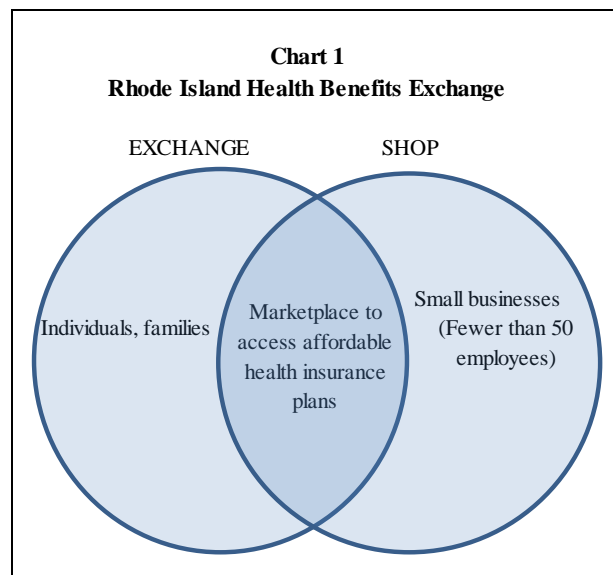 Chart 1
Rhode Island Health Benefits Exchange
EXCHANGE
SHOP
Individuals, families
Marketplace to
access affordable
health insurance
plans
Small businesses
(Fewer than 50
employees)